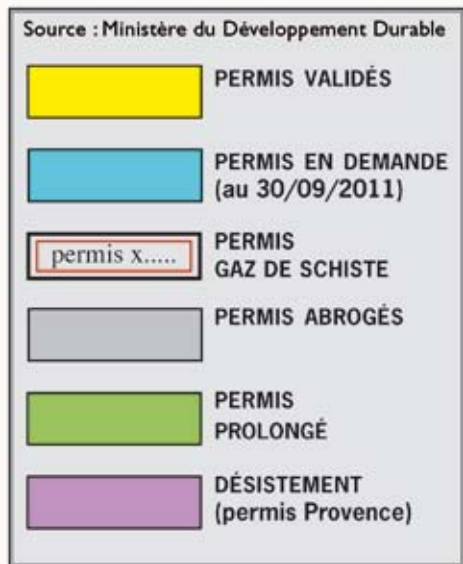 Source : Ministère du Développement Durable
PERMIS VALIDÉS
PERMIS EN DEMANDE
(au 30/09/2011)
permis x.....
PERMIS
GAZ DE SCHISTE
PERMIS ABROGÉS
PERMIS
PROLONGÉ
DÉSISTEMENT
(permis Provence)